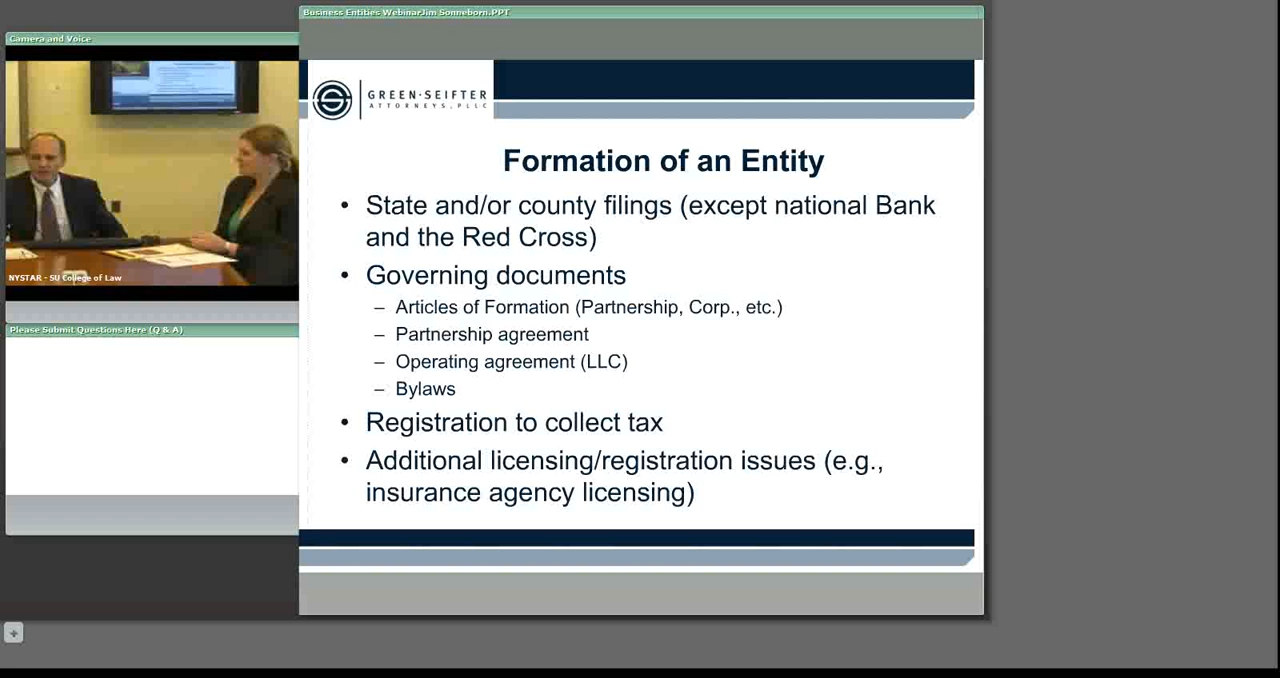 Business Entities WebinarJim Sonneborn.PPT
Camera and Voice
NYSTAR - SU College of Law
Please Submit Questions Here (Q & A)
GREEN·SEIFTER
ATTORNEYS, PLLC
Formation of an Entity
• State and/or county filings (except national Bank
and the Red Cross)
• Governing documents
– Articles of Formation (Partnership, Corp., etc.)
– Partnership agreement
– Operating agreement (LLC)
– Bylaws
• Registration to collect tax
• Additional licensing/registration issues (e.g.,
insurance agency licensing)